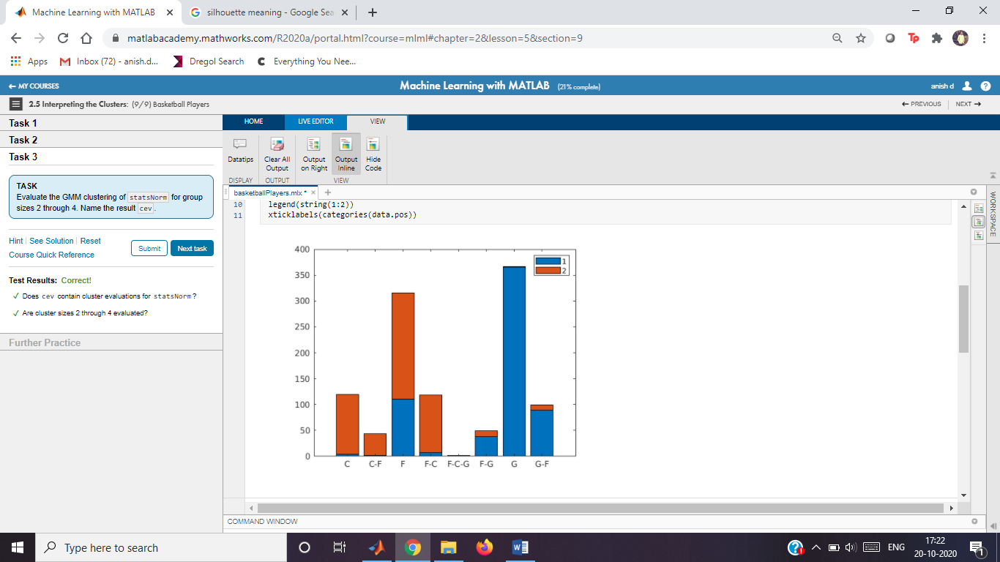 Machine Learning with MATLAB
silhouette meaning - Google Sea
matlabacademy.mathworks.com/R2020a/portal.html?course=mlml#chapter=2&lesson=5&section=9
Apps
Inbox (72) - anish.d...
Dregol Search
Everything You Nee...
← MY COURSES
Machine Learning with MATLAB (21% complete)
anish d
2.5 Interpreting the Clusters: (9/9) Basketball Players
← PREVIOUS
NEXT →
Task 1
Task 2
Task 3
TASK
Evaluate the GMM clustering of statsNorm for group
sizes 2 through 4. Name the result cev.
Hint | See Solution | Reset
Course Quick Reference
Submit
Next task
Test Results: Correct!
✓ Does cev contain cluster evaluations for statsNorm?
✓ Are cluster sizes 2 through 4 evaluated?
Further Practice
HOME
LIVE EDITOR
VIEW
Datatips
Clear All
Output
Output
on Right
Output
Inline
Hide
Code
DISPLAY
OUTPUT
VIEW
basketballPlayers.mlx *
10 legend(string(1:2))
11 xticklabels(categories(data.pos))
400
350
300
250
200
150
100
50
0
1
2
C
C-F
F
F-C
F-C-G
F-G
G
G-F
WORKSPACE
COMMAND WINDOW
Type here to search
ENG
17:22
20-10-2020
1